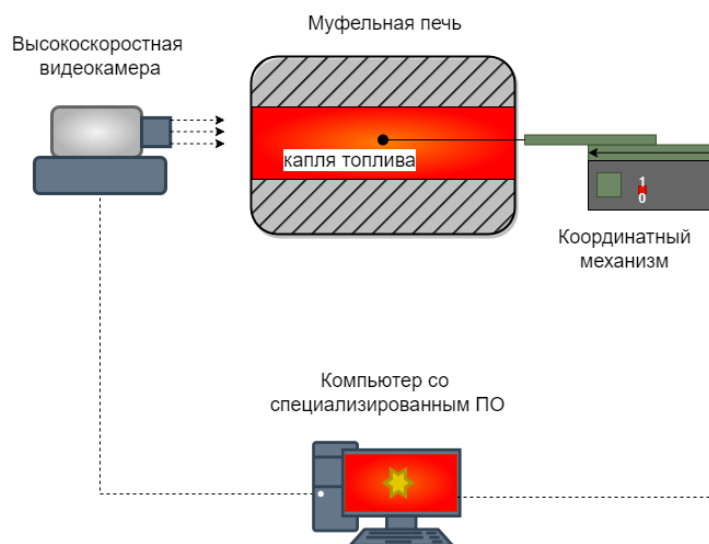 Муфельная печь
Высокоскоростная
видеокамера
капля топлива
1
0
Координатный
механизм
Компьютер со
специализированным ПО